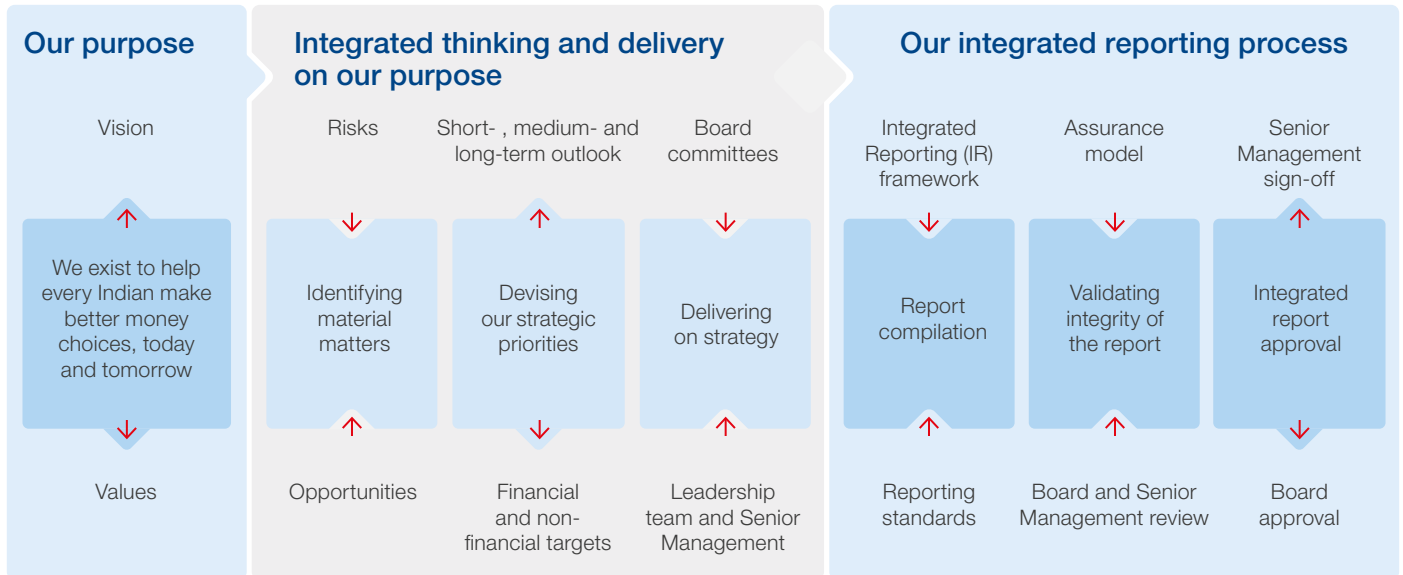 Our purpose
Vision
We exist to help
every Indian make
better money
choices, today
and tomorrow
Values
Integrated thinking and delivery
on our purpose
Risks
Identifying
material
matters
Opportunities
Short- , medium- and
long-term outlook
Devising
our strategic
priorities
Financial
and non-
financial targets
Board
committees
Delivering
on strategy
Leadership
team and Senior
Management
Our integrated reporting process
Integrated
Reporting (IR)
framework
Report
compilation
Reporting
standards
Assurance
model
Validating
integrity of
the report
Board and Senior
Management review
Senior
Management
sign-off
Integrated
report
approval
Board
approval